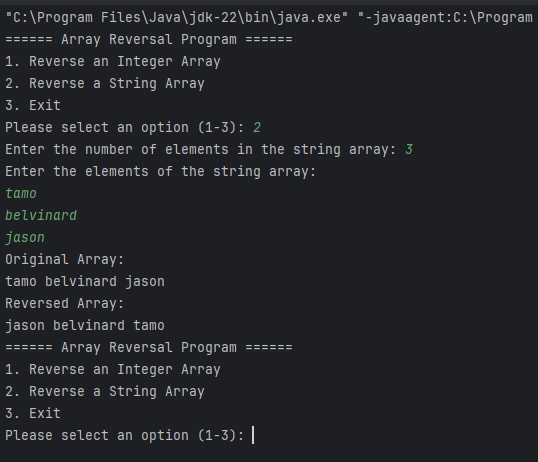 "C:\Program Files\Java\jdk-22\bin\java.exe" "-javaagent:C:\Program
====== Array Reversal Program ======
1. Reverse an Integer Array
2. Reverse a String Array
3. Exit
Please select an option (1-3): 2
Enter the number of elements in the string array: 3
Enter the elements of the string array:
tamo
belvinard
jason
Original Array:
tamo belvinard jason
Reversed Array:
jason belvinard tamo
====== Array Reversal Program ======
1. Reverse an Integer Array
2. Reverse a String Array
3. Exit
Please select an option (1-3):